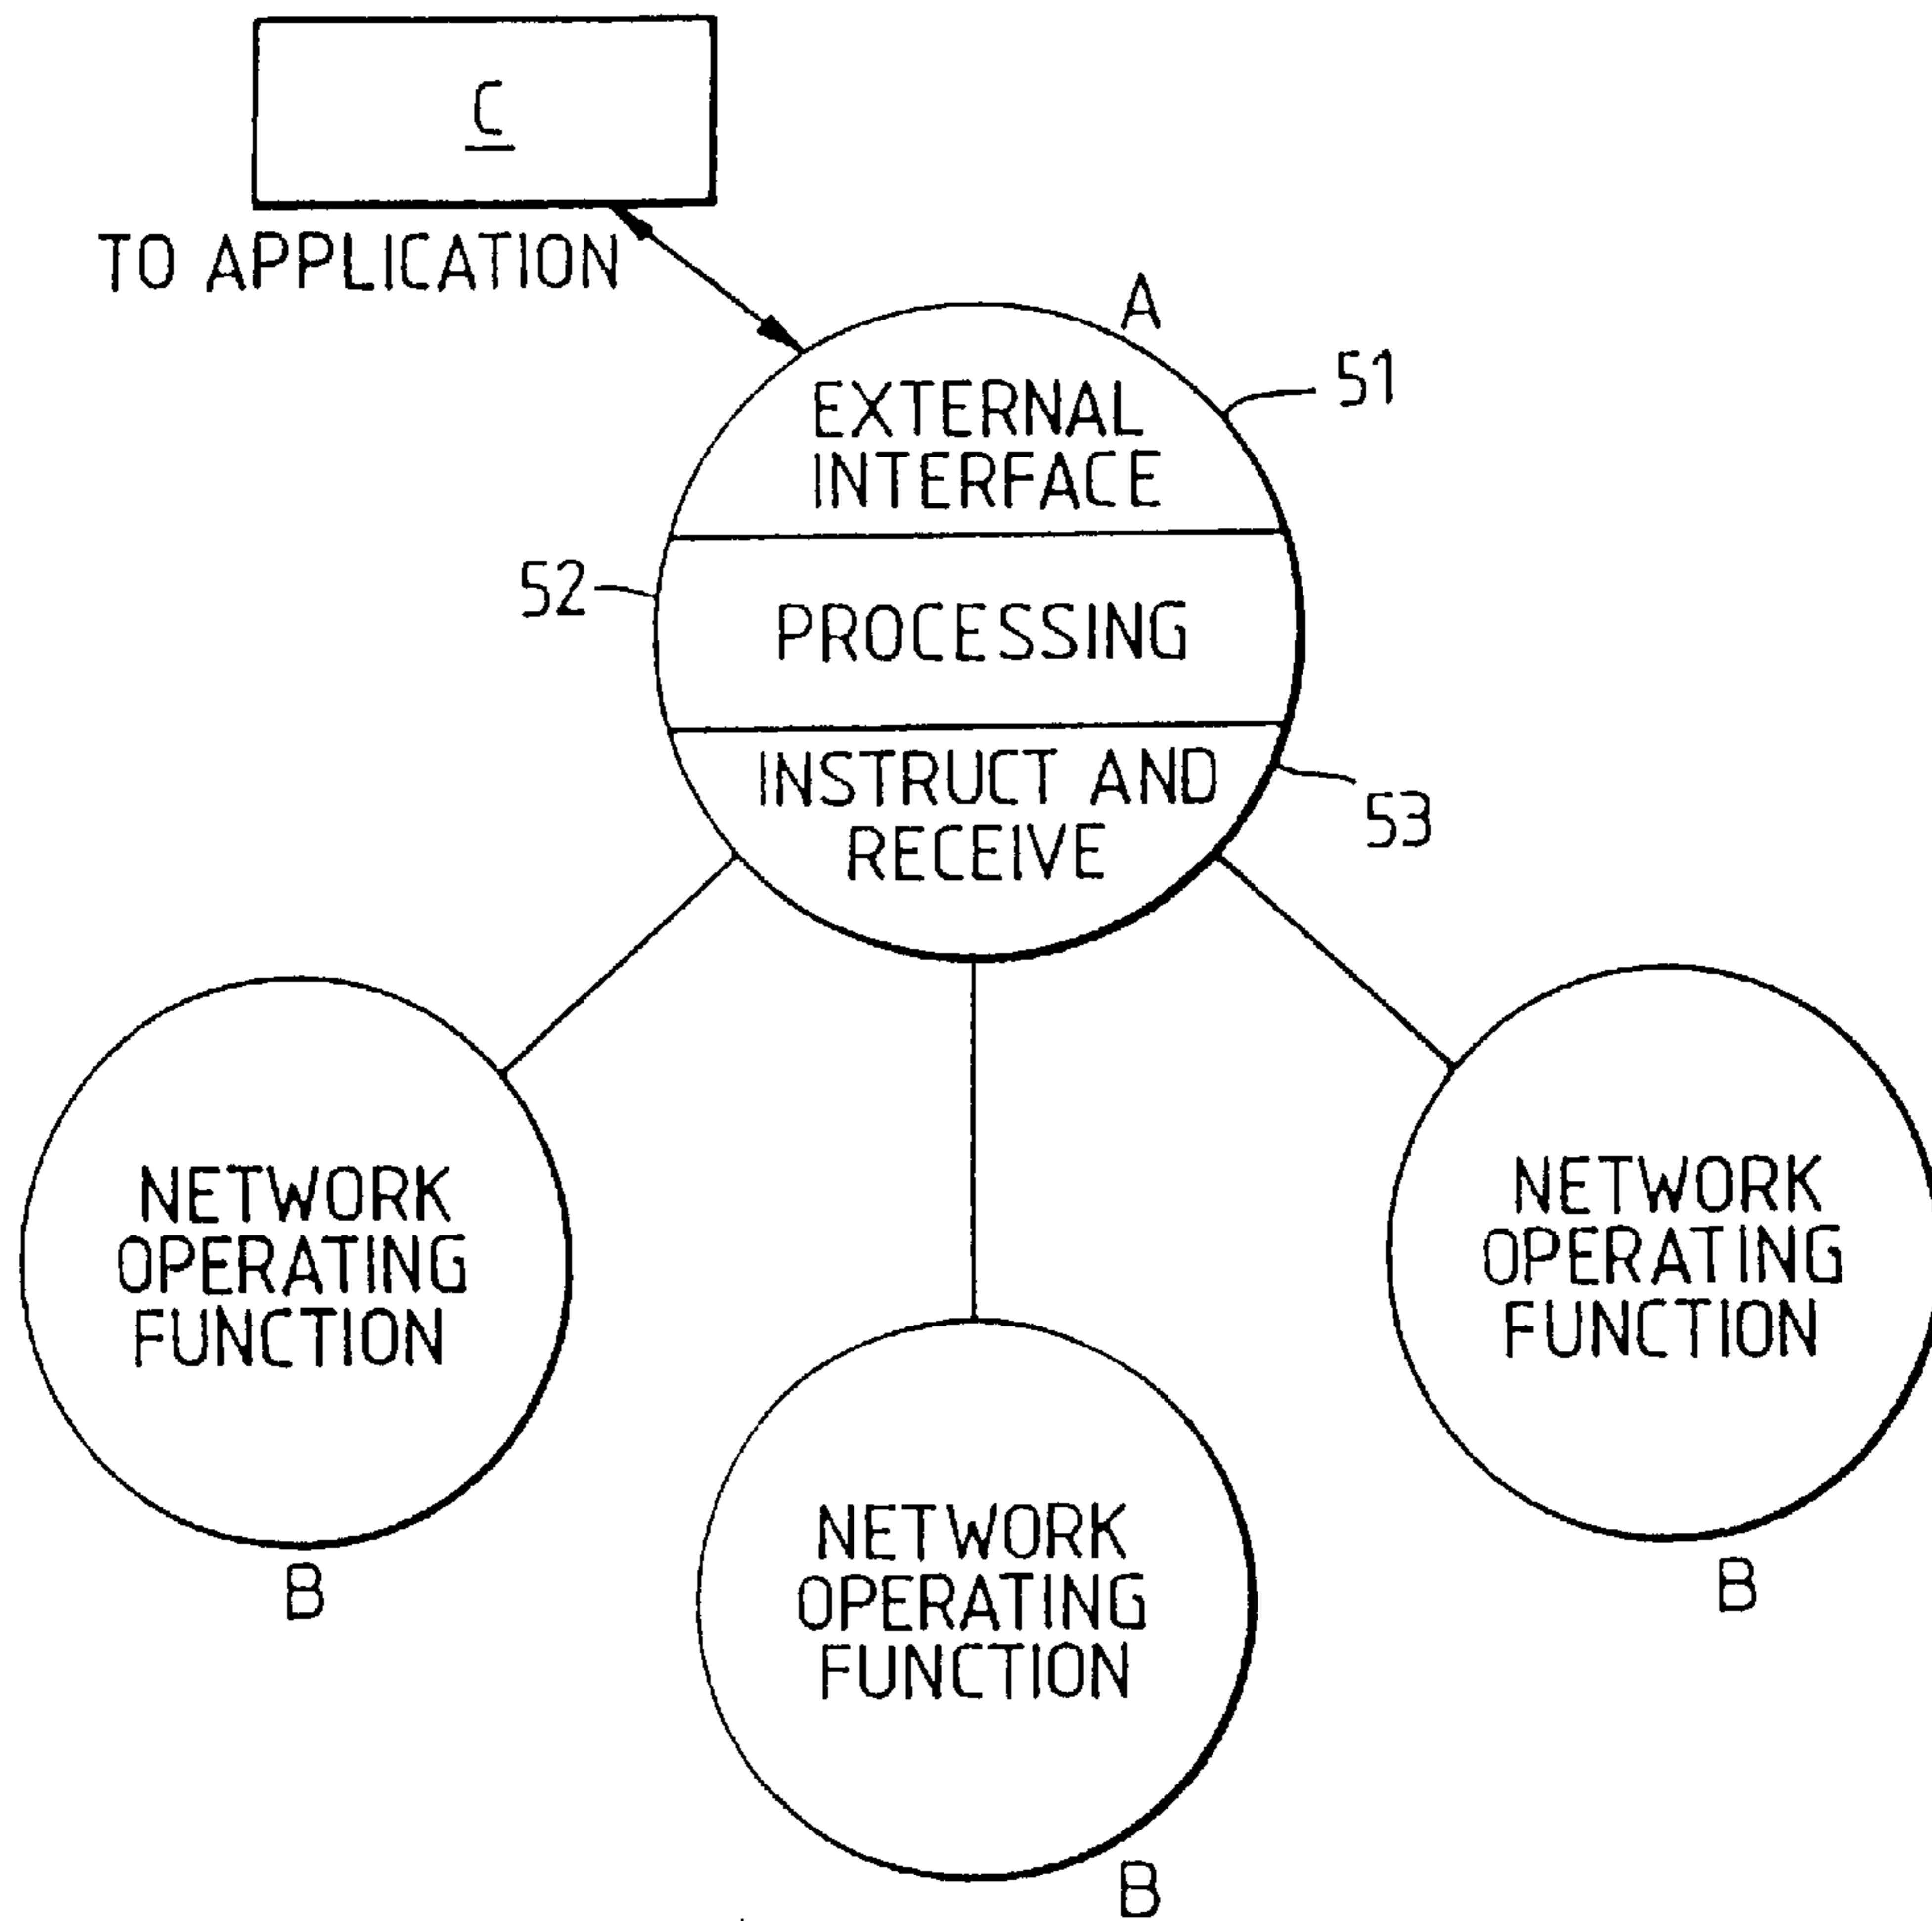 C
TO APPLICATION
A
51
EXTERNAL
INTERFACE
52
PROCESSING
INSTRUCT AND
RECEIVE
53
NETWORK
OPERATING
FUNCTION
B
NETWORK
OPERATING
FUNCTION
B
NETWORK
OPERATING
FUNCTION
B